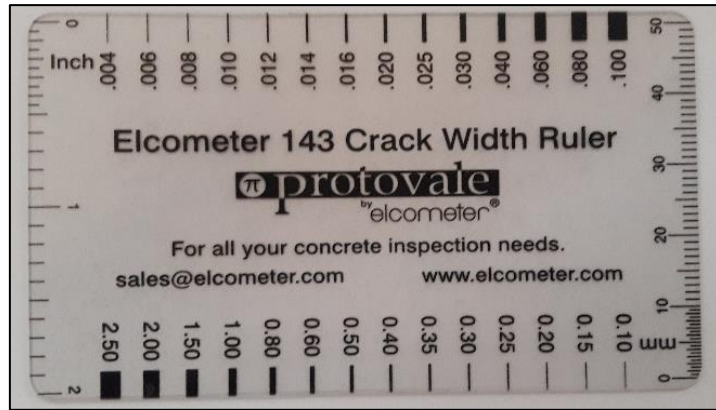 0 50
Inch .004 .006 .008 .010 .012 .014 .016 .020 .025 .030 .040 .060 .080 .100
40
Elcometer 143 Crack Width Ruler
30
π protovale
by elcometer®
1
20
For all your concrete inspection needs.
sales@elcometer.com www.elcometer.com
10
2.50 2.00 1.50 1.00 0.80 0.60 0.50 0.40 0.35 0.30 0.25 0.20 0.15 0.10 mm
2 0